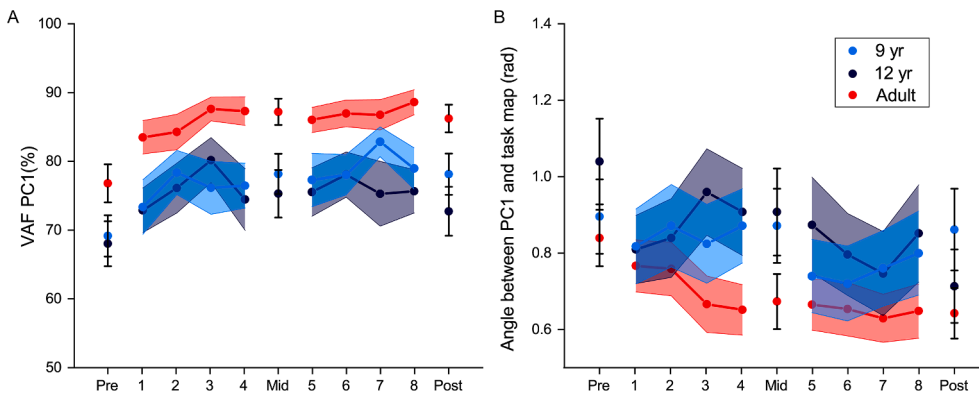 A
VAF PC1(%)
100
90
80
70
60
50
Pre 1 2 3 4 Mid 5 6 7 8 Post
B
Angle between PC1 and task map (rad)
1.4
1.2
1.0
0.8
0.6
9 yr
12 yr
Adult
Pre 1 2 3 4 Mid 5 6 7 8 Post